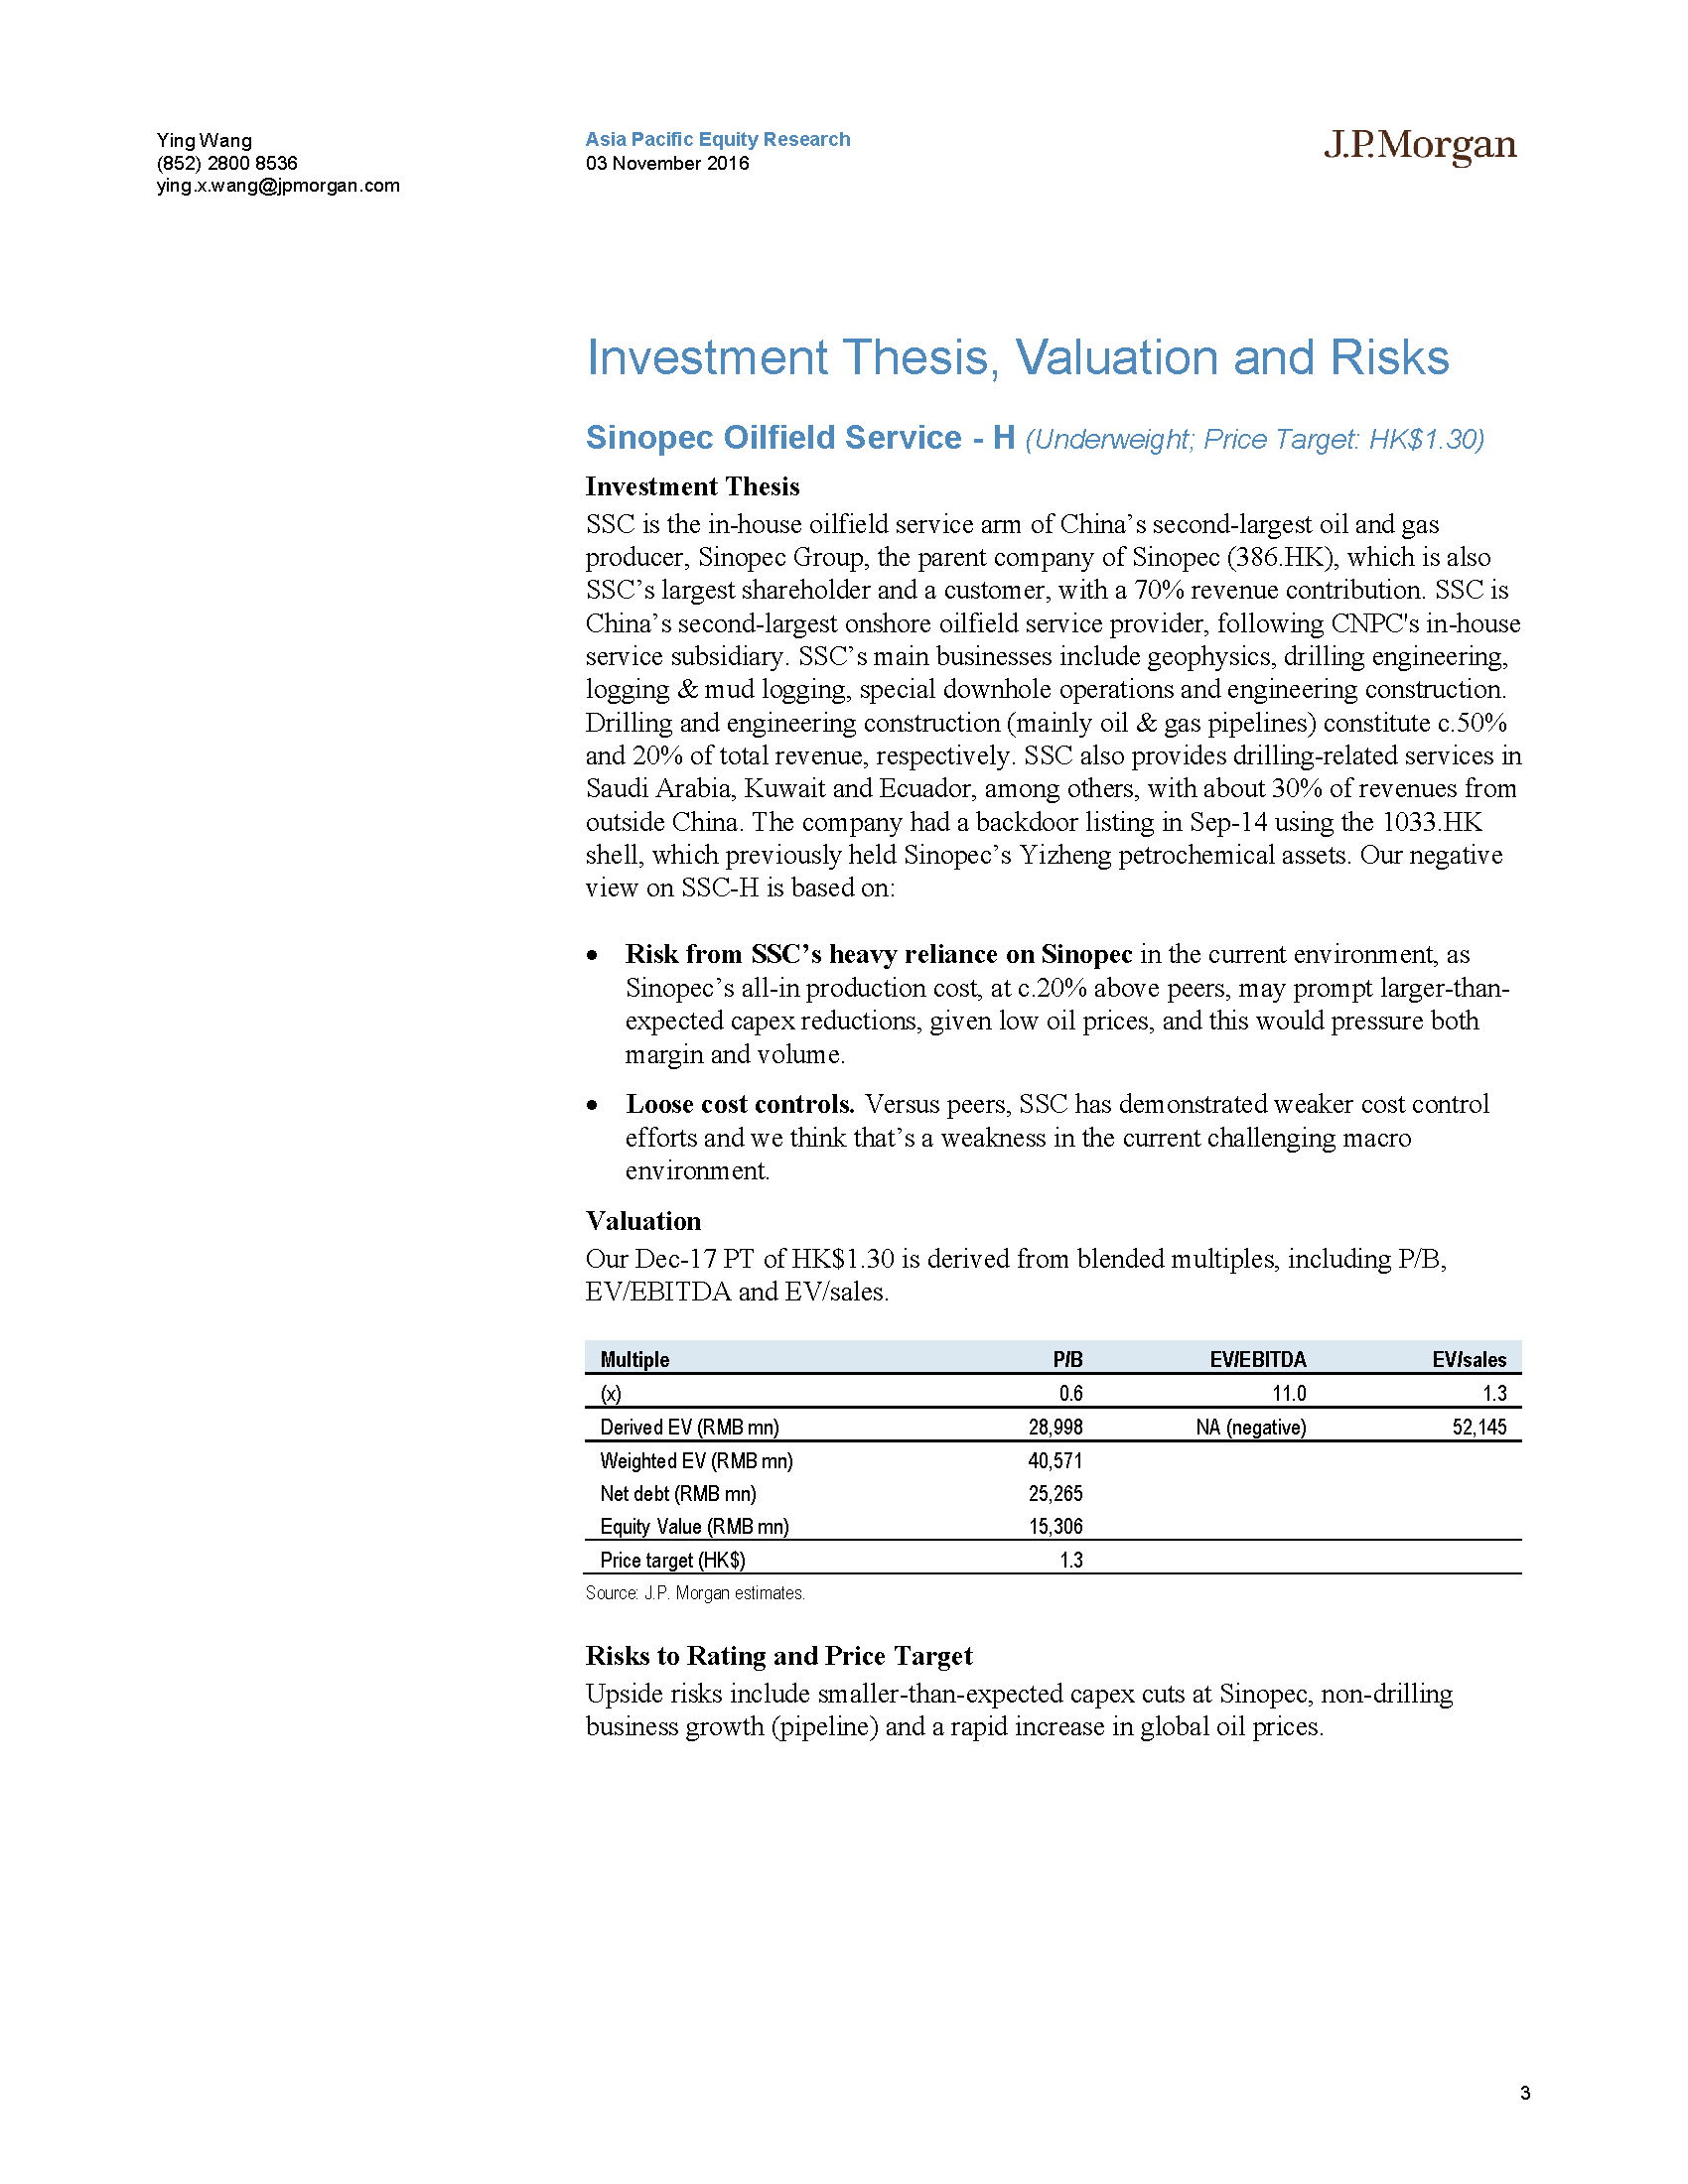 Ying Wang
(852) 2800 8536
ying.x.wang@jpmorgan.com
Asia Pacific Equity Research
03 November 2016
J.P.Morgan
Investment Thesis, Valuation and Risks
Sinopec Oilfield Service - H (Underweight; Price Target: HK$1.30)
Investment Thesis
SSC is the in-house oilfield service arm of China’s second-largest oil and gas
producer, Sinopec Group, the parent company of Sinopec (386.HK), which is also
SSC’s largest shareholder and a customer, with a 70% revenue contribution. SSC is
China’s second-largest onshore oilfield service provider, following CNPC's in-house
service subsidiary. SSC’s main businesses include geophysics, drilling engineering,
logging & mud logging, special downhole operations and engineering construction.
Drilling and engineering construction (mainly oil & gas pipelines) constitute c.50%
and 20% of total revenue, respectively. SSC also provides drilling-related services in
Saudi Arabia, Kuwait and Ecuador, among others, with about 30% of revenues from
outside China. The company had a backdoor listing in Sep-14 using the 1033.HK
shell, which previously held Sinopec’s Yizheng petrochemical assets. Our negative
view on SSC-H is based on:
• Risk from SSC’s heavy reliance on Sinopec in the current environment, as
Sinopec’s all-in production cost, at c.20% above peers, may prompt larger-than-
expected capex reductions, given low oil prices, and this would pressure both
margin and volume.
• Loose cost controls. Versus peers, SSC has demonstrated weaker cost control
efforts and we think that’s a weakness in the current challenging macro
environment.
Valuation
Our Dec-17 PT of HK$1.30 is derived from blended multiples, including P/B,
EV/EBITDA and EV/sales.
Multiple P/B EV/EBITDA EV/sales
(x) 0.6 11.0 1.3
Derived EV (RMB mn) 28,998 NA (negative) 52,145
Weighted EV (RMB mn) 40,571
Net debt (RMB mn) 25,265
Equity Value (RMB mn) 15,306
Price target (HK$) 1.3
Source: J.P. Morgan estimates.
Risks to Rating and Price Target
Upside risks include smaller-than-expected capex cuts at Sinopec, non-drilling
business growth (pipeline) and a rapid increase in global oil prices.
3